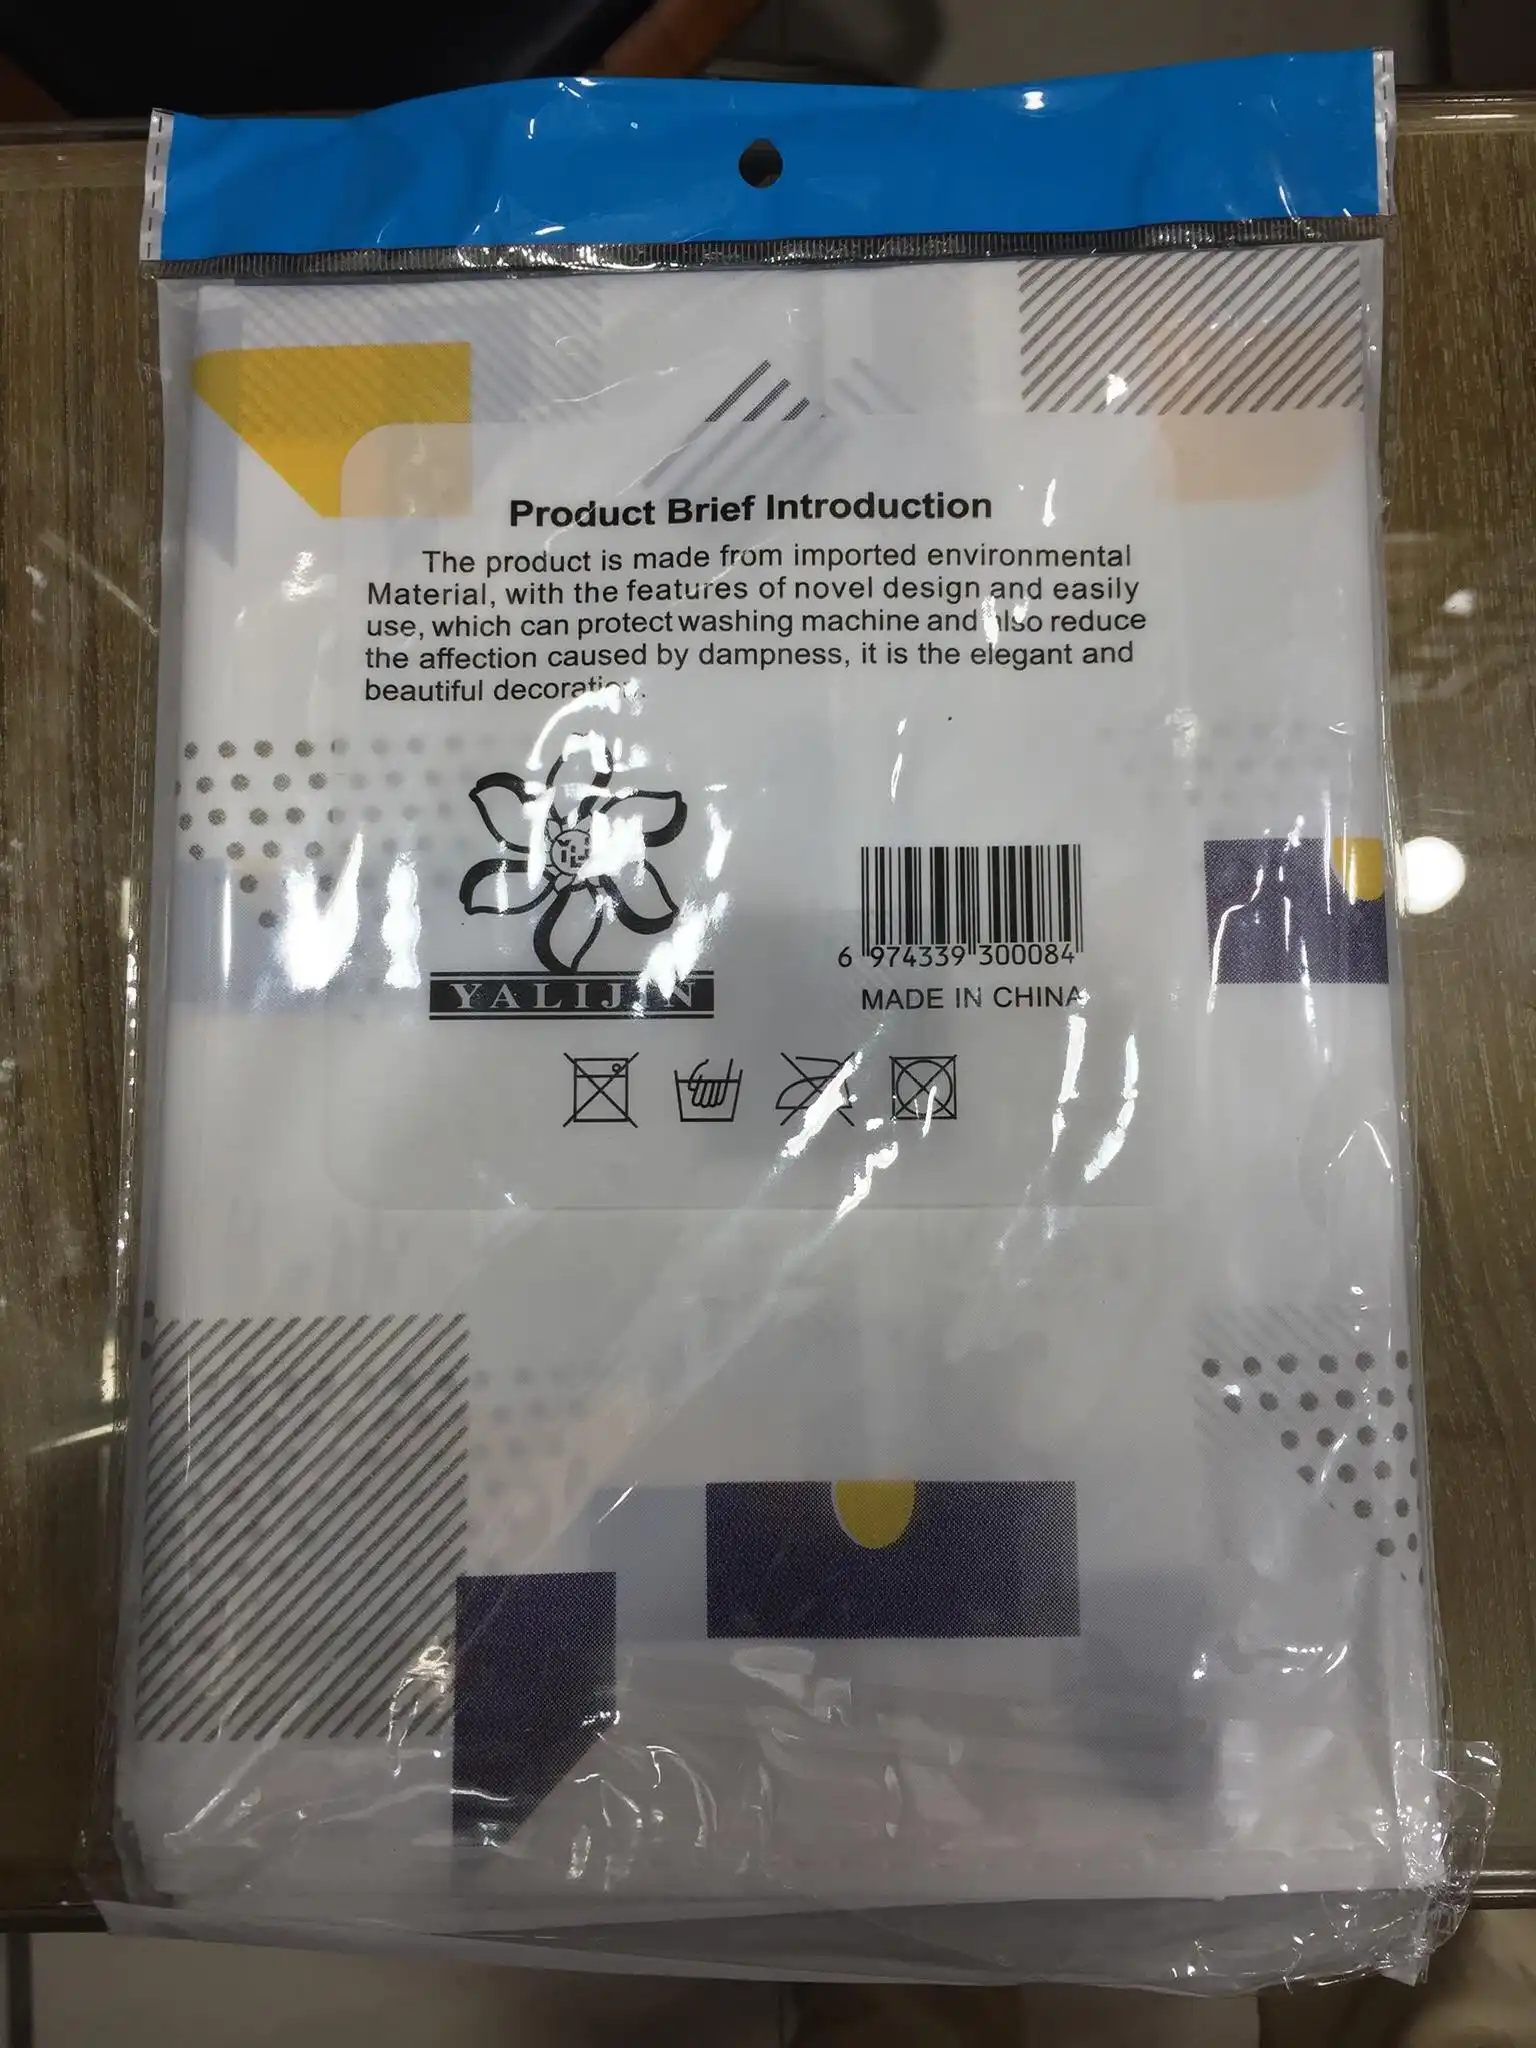 Product Brief Introduction
The product is made from imported environmental
Material, with the features of novel design and easily
use, which can protect washing machine and also reduce
the affection caused by dampness, it is the elegant and
beautiful decoration.
YALIJIN
6 974339 300084
MADE IN CHINA